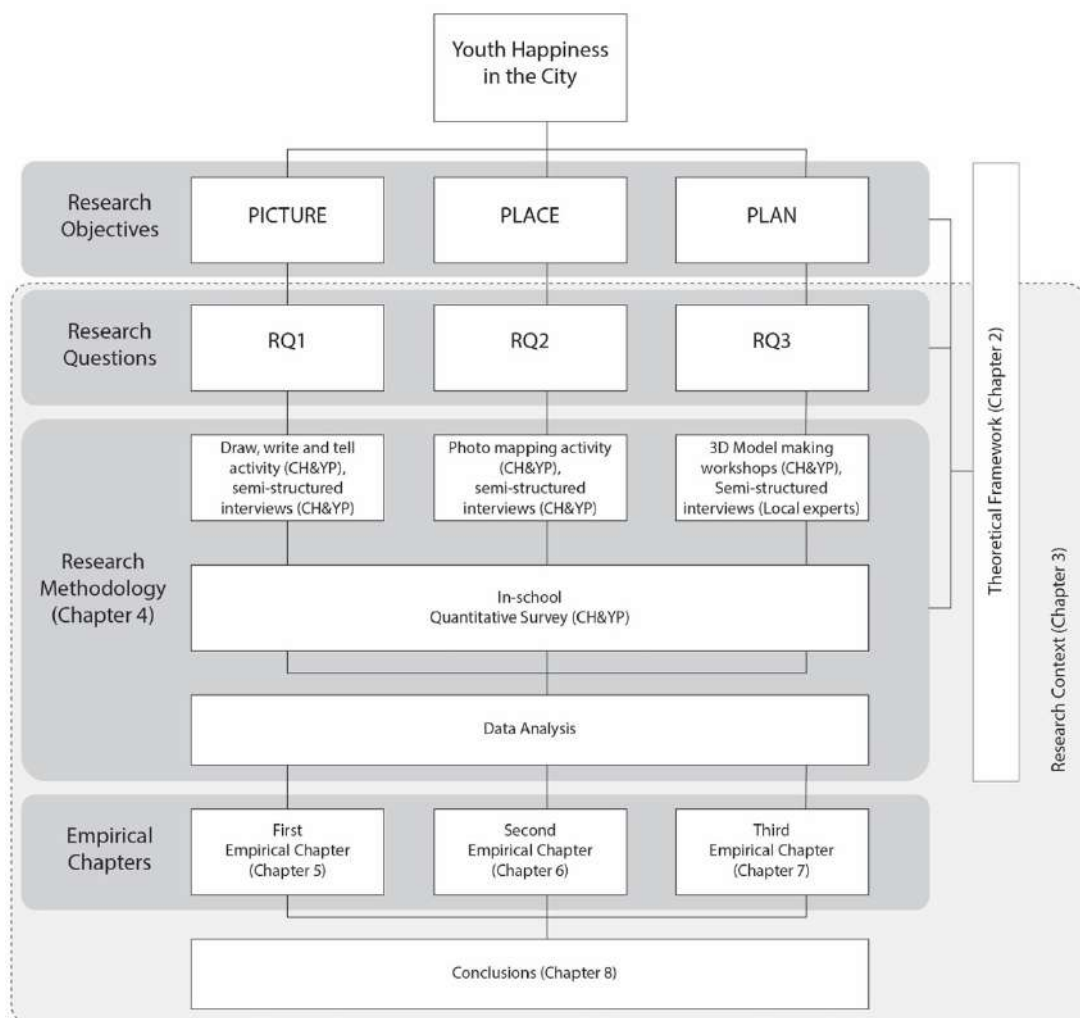 Youth Happiness
in the City
Research
Objectives
PICTURE
PLACE
PLAN
Research
Questions
RQ1
RQ2
RQ3
Research
Methodology
(Chapter 4)
Draw, write and tell
activity (CH&YP),
semi-structured
interviews (CH&YP)
Photo mapping activity
(CH&YP),
semi-structured
interviews (CH&YP)
3D Model making
workshops (CH&YP),
Semi-structured
interviews (Local experts)
In-school
Quantitative Survey (CH&YP)
Data Analysis
Empirical
Chapters
First
Empirical Chapter
(Chapter 5)
Second
Empirical Chapter
(Chapter 6)
Third
Empirical Chapter
(Chapter 7)
Conclusions (Chapter 8)
Theoretical Framework (Chapter 2)
Research Context (Chapter 3)